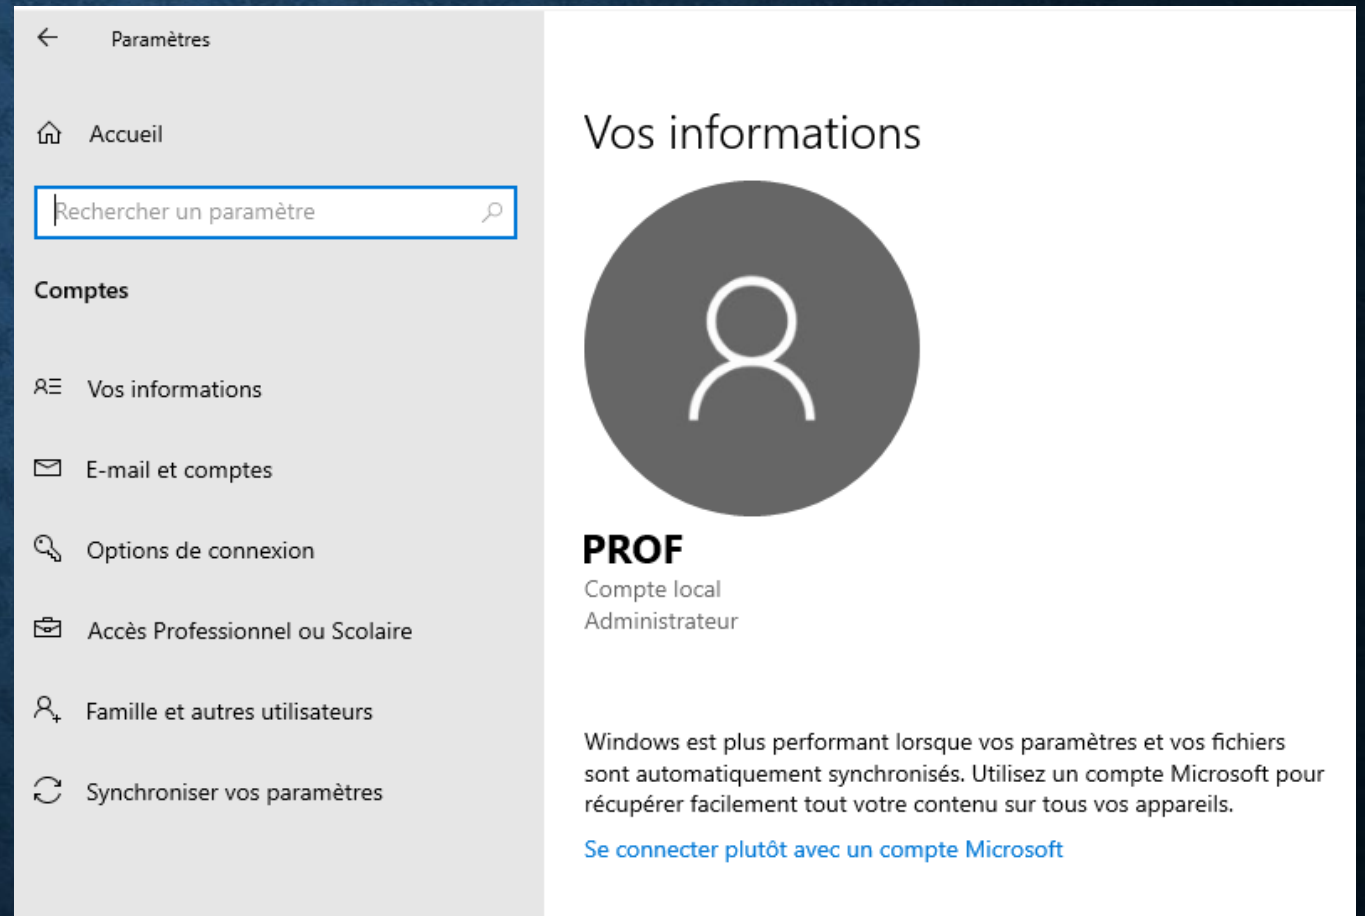 Paramètres
Accueil
Rechercher un paramètre
Comptes
Vos informations
E-mail et comptes
Options de connexion
Accès Professionnel ou Scolaire
Famille et autres utilisateurs
Synchroniser vos paramètres
Vos informations
PROF
Compte local
Administrateur
Windows est plus performant lorsque vos paramètres et vos fichiers
sont automatiquement synchronisés. Utilisez un compte Microsoft pour
récupérer facilement tout votre contenu sur tous vos appareils.
Se connecter plutôt avec un compte Microsoft